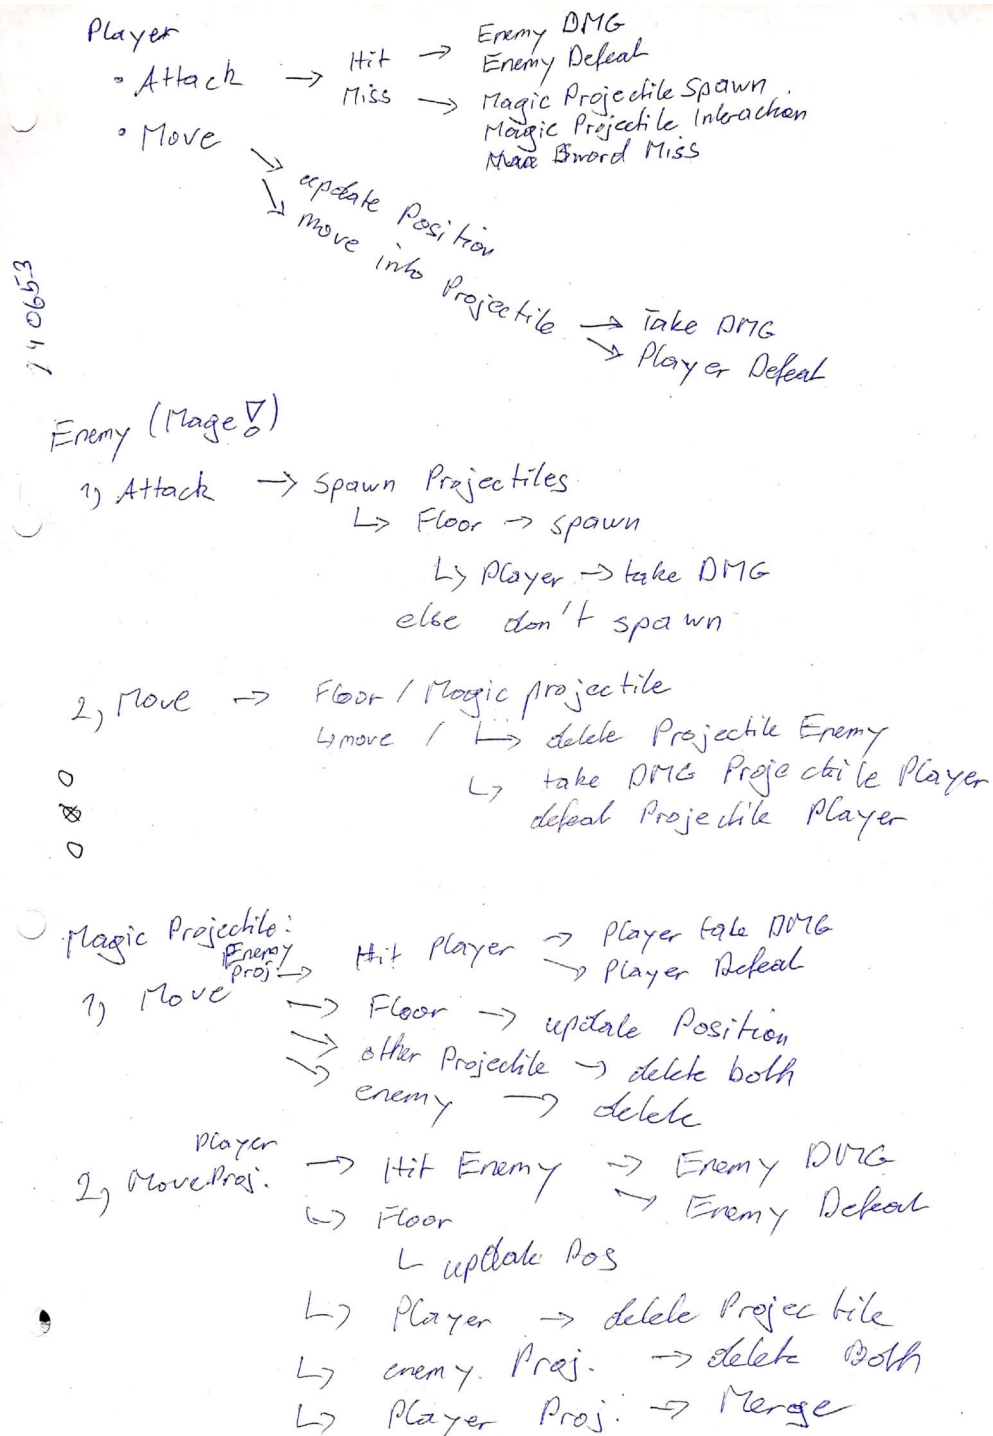 Player
• Attack → Hit → Enemy DMG
Enemy Defeat
Miss → Magic Projectile Spawn
Magic Projectile Interaction
Sword Miss
• Move
↘ update Position
↘ move into Projectile → Take DMG
↘ Player Defeat
140653
Enemy (Mage!)
1) Attack → Spawn Projectiles
↳ Floor → spawn
↳ Player → take DMG
else don't spawn
2) Move → Floor / Magic projectile
↳ move / ↳ delete Projectile Enemy
↳ take DMG Projectile Player
defeat Projectile Player
Magic Projectile:
1) Move Enemy Proj. → Hit Player → Player take DMG
↘ Player Defeat
→ Floor → update Position
↘ other Projectile → delete both
↘ enemy → delete
2) Move Player Proj. → Hit Enemy → Enemy DMG
↘ Enemy Defeat
↳ Floor
└ update Pos
↳ Player → delete Projectile
↳ enemy. Proj. → delete Both
↳ Player Proj. → Merge